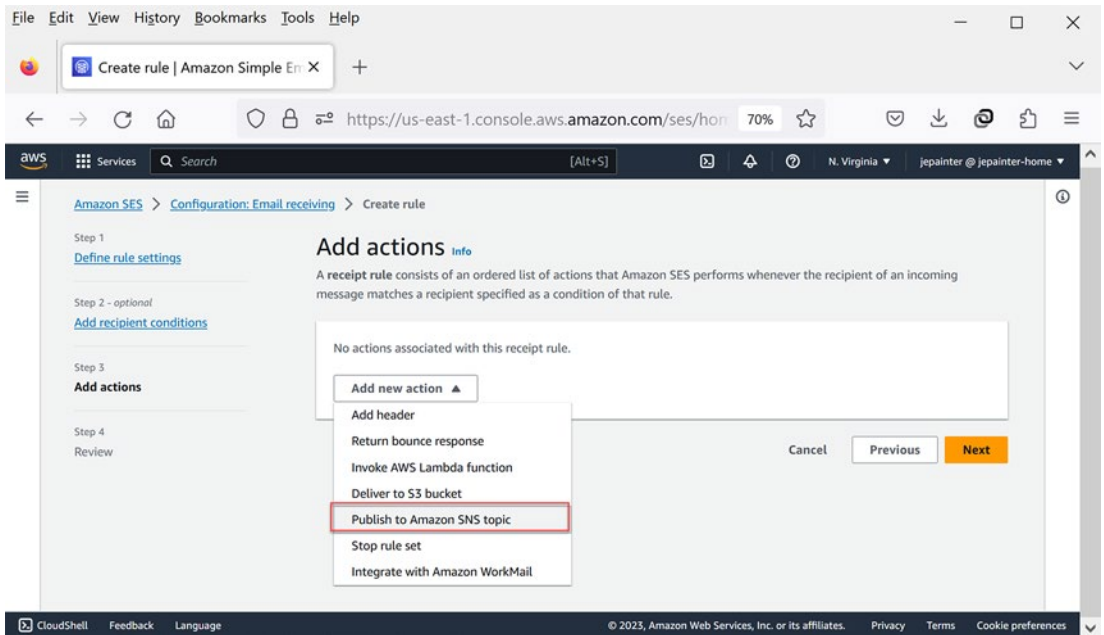 File Edit View History Bookmarks Tools Help
Create rule | Amazon Simple Em
https://us-east-1.console.aws.amazon.com/ses/hom 70%
aws Services Search [Alt+S] N. Virginia jepainter @ jepainter-home
Amazon SES > Configuration: Email receiving > Create rule
Step 1
Define rule settings
Step 2 - optional
Add recipient conditions
Step 3
Add actions
Step 4
Review
Add actions Info
A receipt rule consists of an ordered list of actions that Amazon SES performs whenever the recipient of an incoming
message matches a recipient specified as a condition of that rule.
No actions associated with this receipt rule.
Add new action
Add header
Return bounce response
Invoke AWS Lambda function
Deliver to S3 bucket
Publish to Amazon SNS topic
Stop rule set
Integrate with Amazon WorkMail
Cancel Previous Next
CloudShell Feedback Language © 2023, Amazon Web Services, Inc. or its affiliates. Privacy Terms Cookie preferences